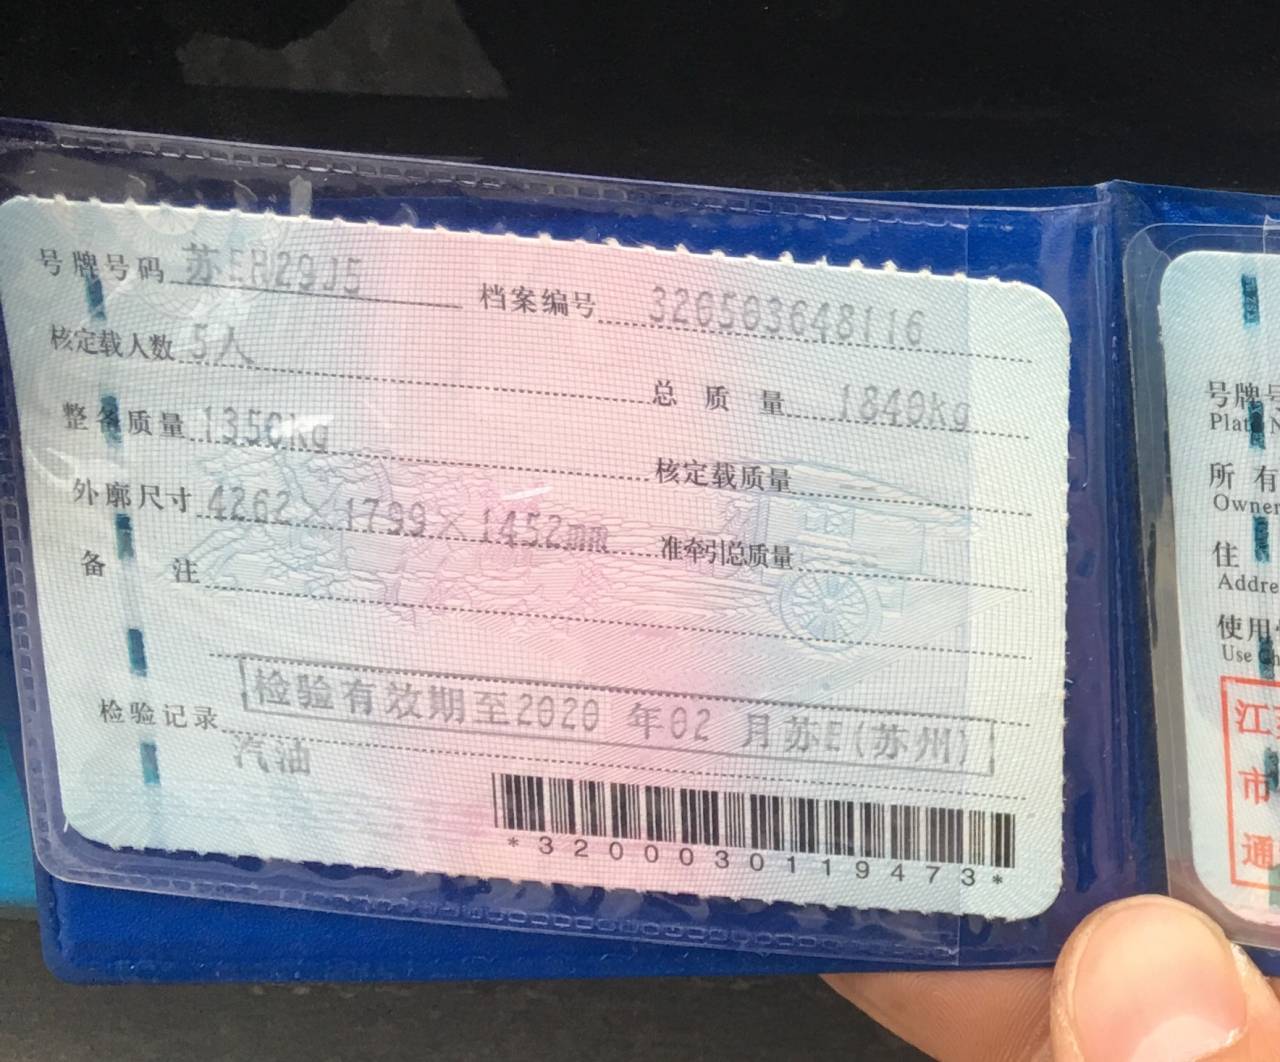 号牌号码 苏ER29J5 档案编号 320503648116
核定载人数 5人 总质量 1840kg
整备质量 1350kg 核定载质量
外廓尺寸 4262×1799×1452mm 准牵引总质量
备注
检验记录 检验有效期至2020 年02 月苏E(苏州)
汽油
*3200030119473*
号牌号
Plate N
所 有
Owner
住
Addre
使用
Use Ch
江
市
通